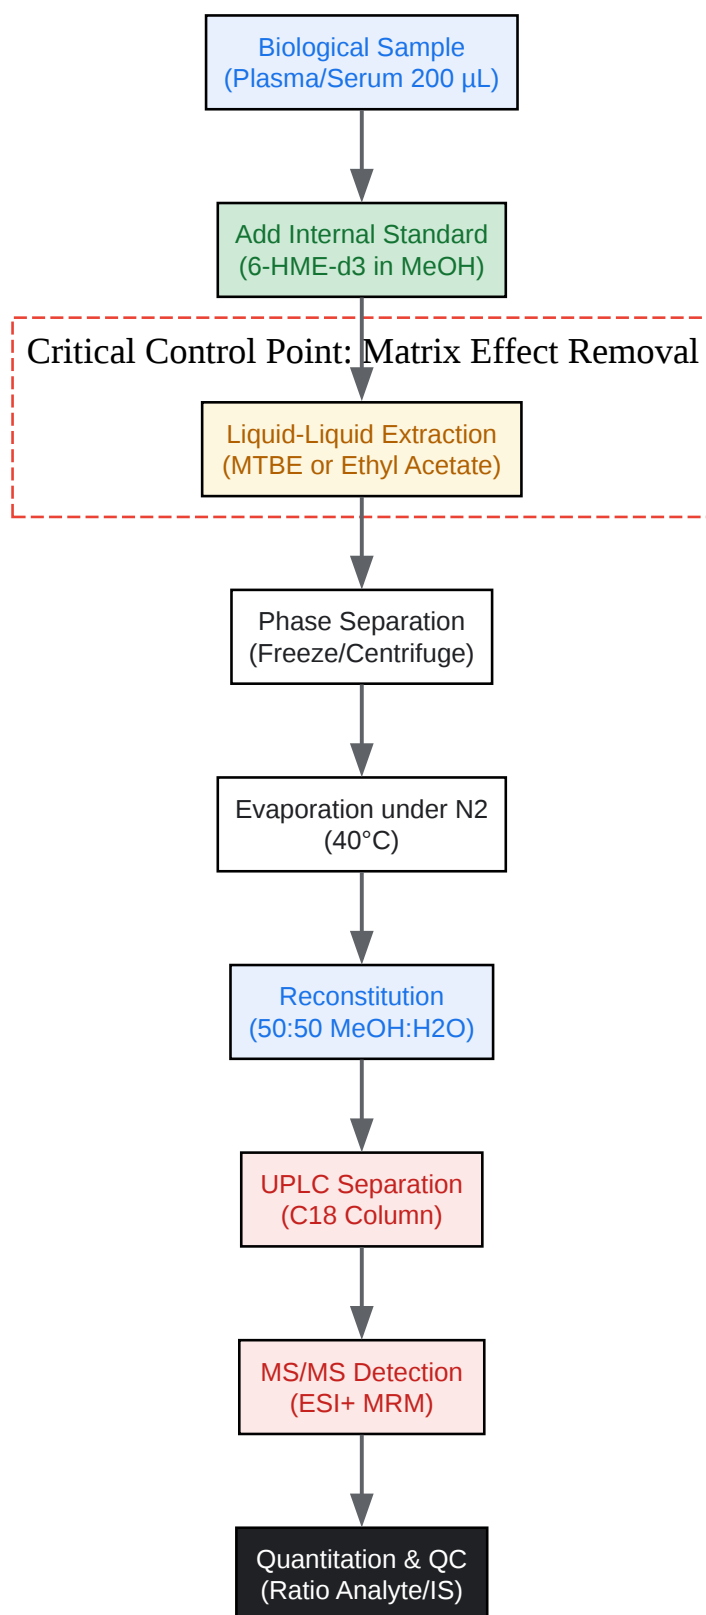 Biological Sample
(Plasma/Serum 200 µL)
Add Internal Standard
(6-HME-d3 in MeOH)
Critical Control Point: Matrix Effect Removal
Liquid-Liquid Extraction
(MTBE or Ethyl Acetate)
Phase Separation
(Freeze/Centrifuge)
Evaporation under N2
(40°C)
Reconstitution
(50:50 MeOH:H2O)
UPLC Separation
(C18 Column)
MS/MS Detection
(ESI+ MRM)
Quantitation & QC
(Ratio Analyte/IS)